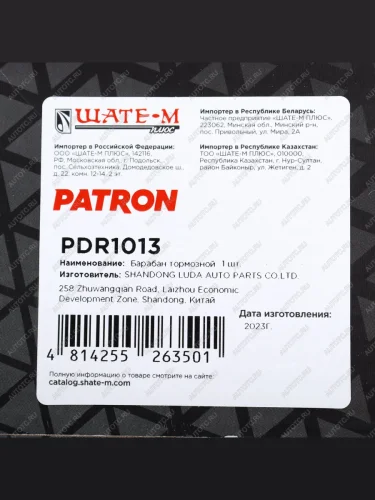 ШАТЕ-М
плюс
Импортер в Республике Беларусь:
Частное предприятие «ШАТЕ-М ПЛЮС»,
223062, Минская обл., Минский р-н,
пос. Привольный, ул. Мира, 2А
Импортер в Российской Федерации:
ООО «ШАТЕ-М ПЛЮС», 142116,
РФ, Московская обл., г. Подольск,
пос. Сельхозтехники, Домодедовское ш.,
д. 22, комн. 12-14, 2 эт.
Импортер в Республике Казахстан:
ТОО «ШАТЕ-М ПЛЮС», 010000,
Республика Казахстан, г. Нур-Султан,
район Байконыр, ул. Жетиген, д. 2
PATRON
PDR1013
Наименование: Барабан тормозной 1 шт.
Изготовитель: SHANDONG LUDA AUTO PARTS CO.LTD.
258 Zhuwangqian Road, Laizhou Economic
Development Zone, Shandong, Китай
Дата изготовления:
2023г.
4 814255 263501
Полную информацию о товаре смотрите на сайте:
catalog.shate-m.com